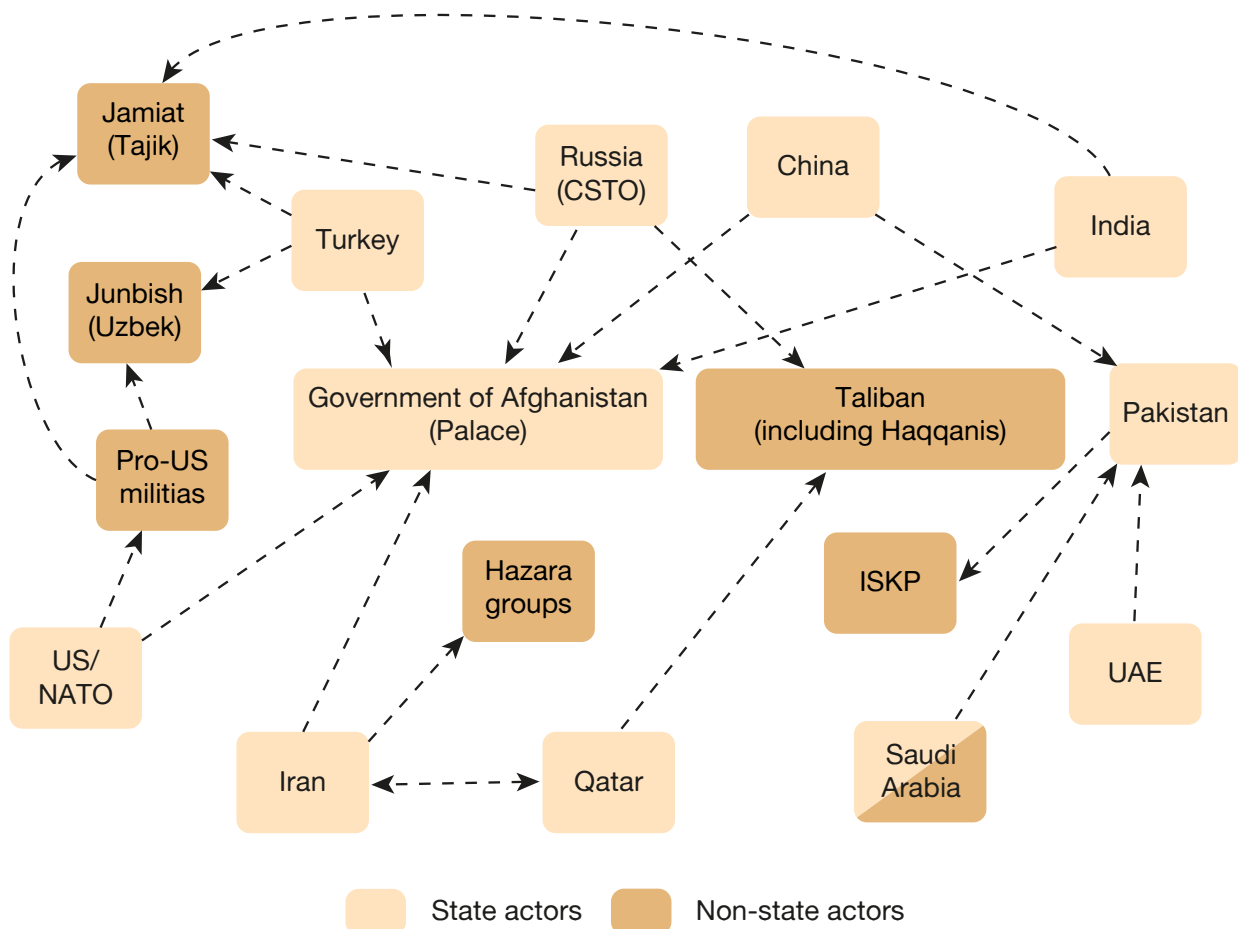 Jamiat
(Tajik)
Russia
(CSTO)
China
India
Turkey
Junbish
(Uzbek)
Government of Afghanistan
(Palace)
Taliban
(including Haqqanis)
Pakistan
Pro-US
militias
Hazara
groups
ISKP
US/
NATO
UAE
Iran
Qatar
Saudi
Arabia
State actors
Non-state actors